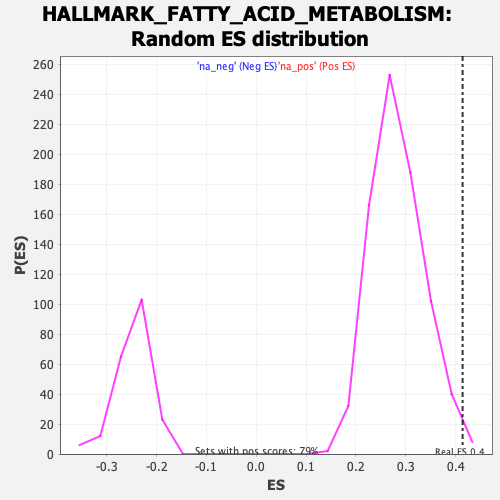 HALLMARK_FATTY_ACID_METABOLISM:
Random ES distribution
'na_neg' (Neg ES) 'na_pos' (Pos ES)
260
240
220
200
180
160
140
120
100
80
60
40
20
0
P(ES)
Sets with pos scores: 79%
Real ES 0.4
-0.3 -0.2 -0.1 0.0 0.1 0.2 0.3 0.4
ES